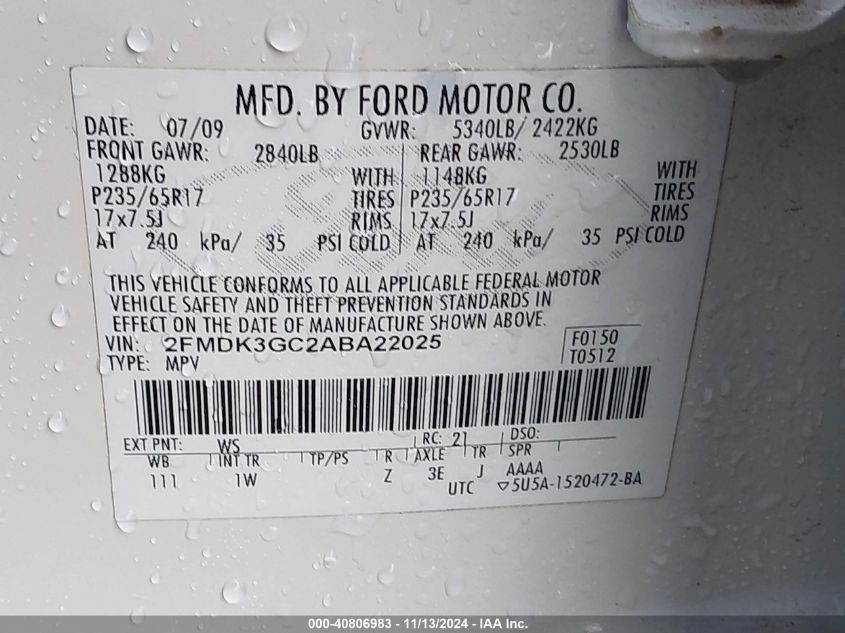 MFD. BY FORD MOTOR CO.
DATE: 07/09 GVWR: 5340LB/ 2422KG
FRONT GAWR: 2840LB REAR GAWR: 2530LB
1288KG WITH 1148KG WITH
P235/65R17 TIRES P235/65R17 TIRES
17x7.5J RIMS 17x7.5J RIMS
AT 240 kPa/ 35 PSI COLD AT 240 kPa/ 35 PSI COLD
THIS VEHICLE CONFORMS TO ALL APPLICABLE FEDERAL MOTOR
VEHICLE SAFETY AND THEFT PREVENTION STANDARDS IN
EFFECT ON THE DATE OF MANUFACTURE SHOWN ABOVE.
VIN: 2FMDK3GC2ABA22025 F0150
TYPE: MPV T0512
EXT PNT: WS RC: 21 DSO:
WB INT TR TP/PS R AXLE TR SPR
111 1W Z 3E J AAAA
UTC ▽5U5A-1520472-BA
000-40806983 - 11/13/2024 - IAA Inc.